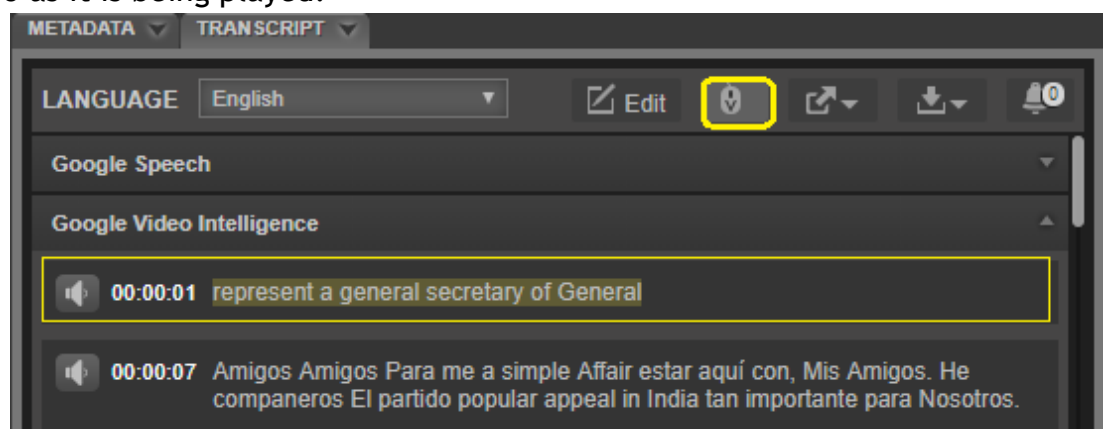 as it is being played.
METADATA TRANSCRIPT
LANGUAGE English Edit 0
Google Speech
Google Video Intelligence
00:00:01 represent a general secretary of General
00:00:07 Amigos Amigos Para me a simple Affair estar aquí con, Mis Amigos. He
companeros El partido popular appeal in India tan importante para Nosotros.